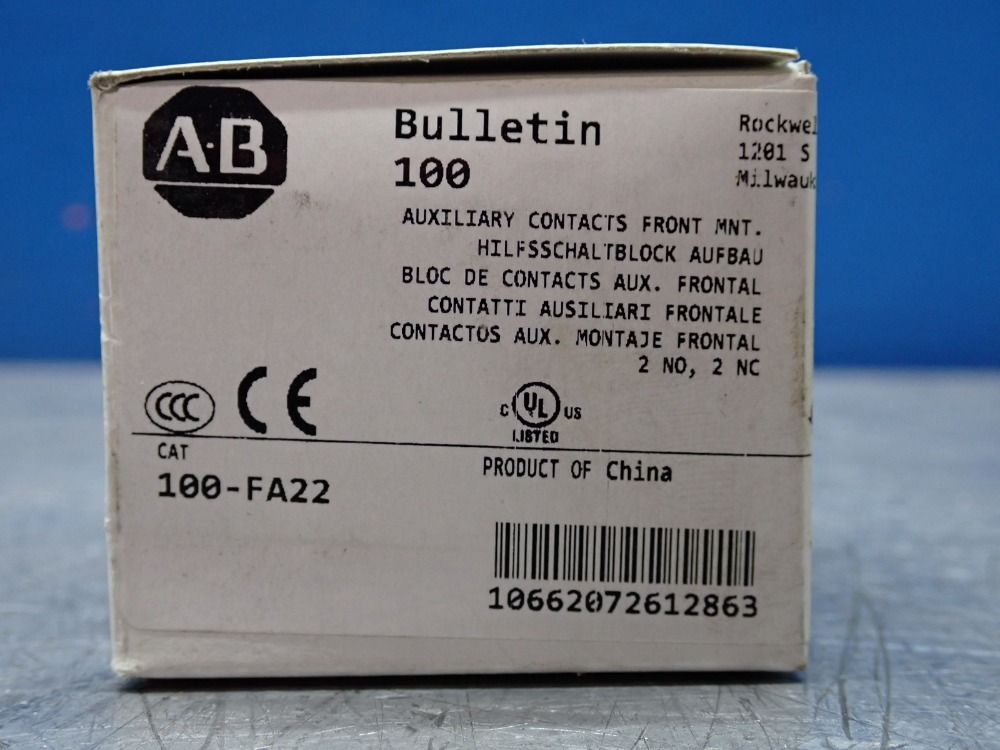 A·B
Bulletin
100
Rockwel
1201 S
Milwauk
AUXILIARY CONTACTS FRONT MNT.
HILFSSCHALTBLOCK AUFBAU
BLOC DE CONTACTS AUX. FRONTAL
CONTATTI AUSILIARI FRONTALE
CONTACTOS AUX. MONTAJE FRONTAL
2 NO, 2 NC
CCC CE
C UL US
LISTED
CAT
100-FA22
PRODUCT OF China
10662072612863